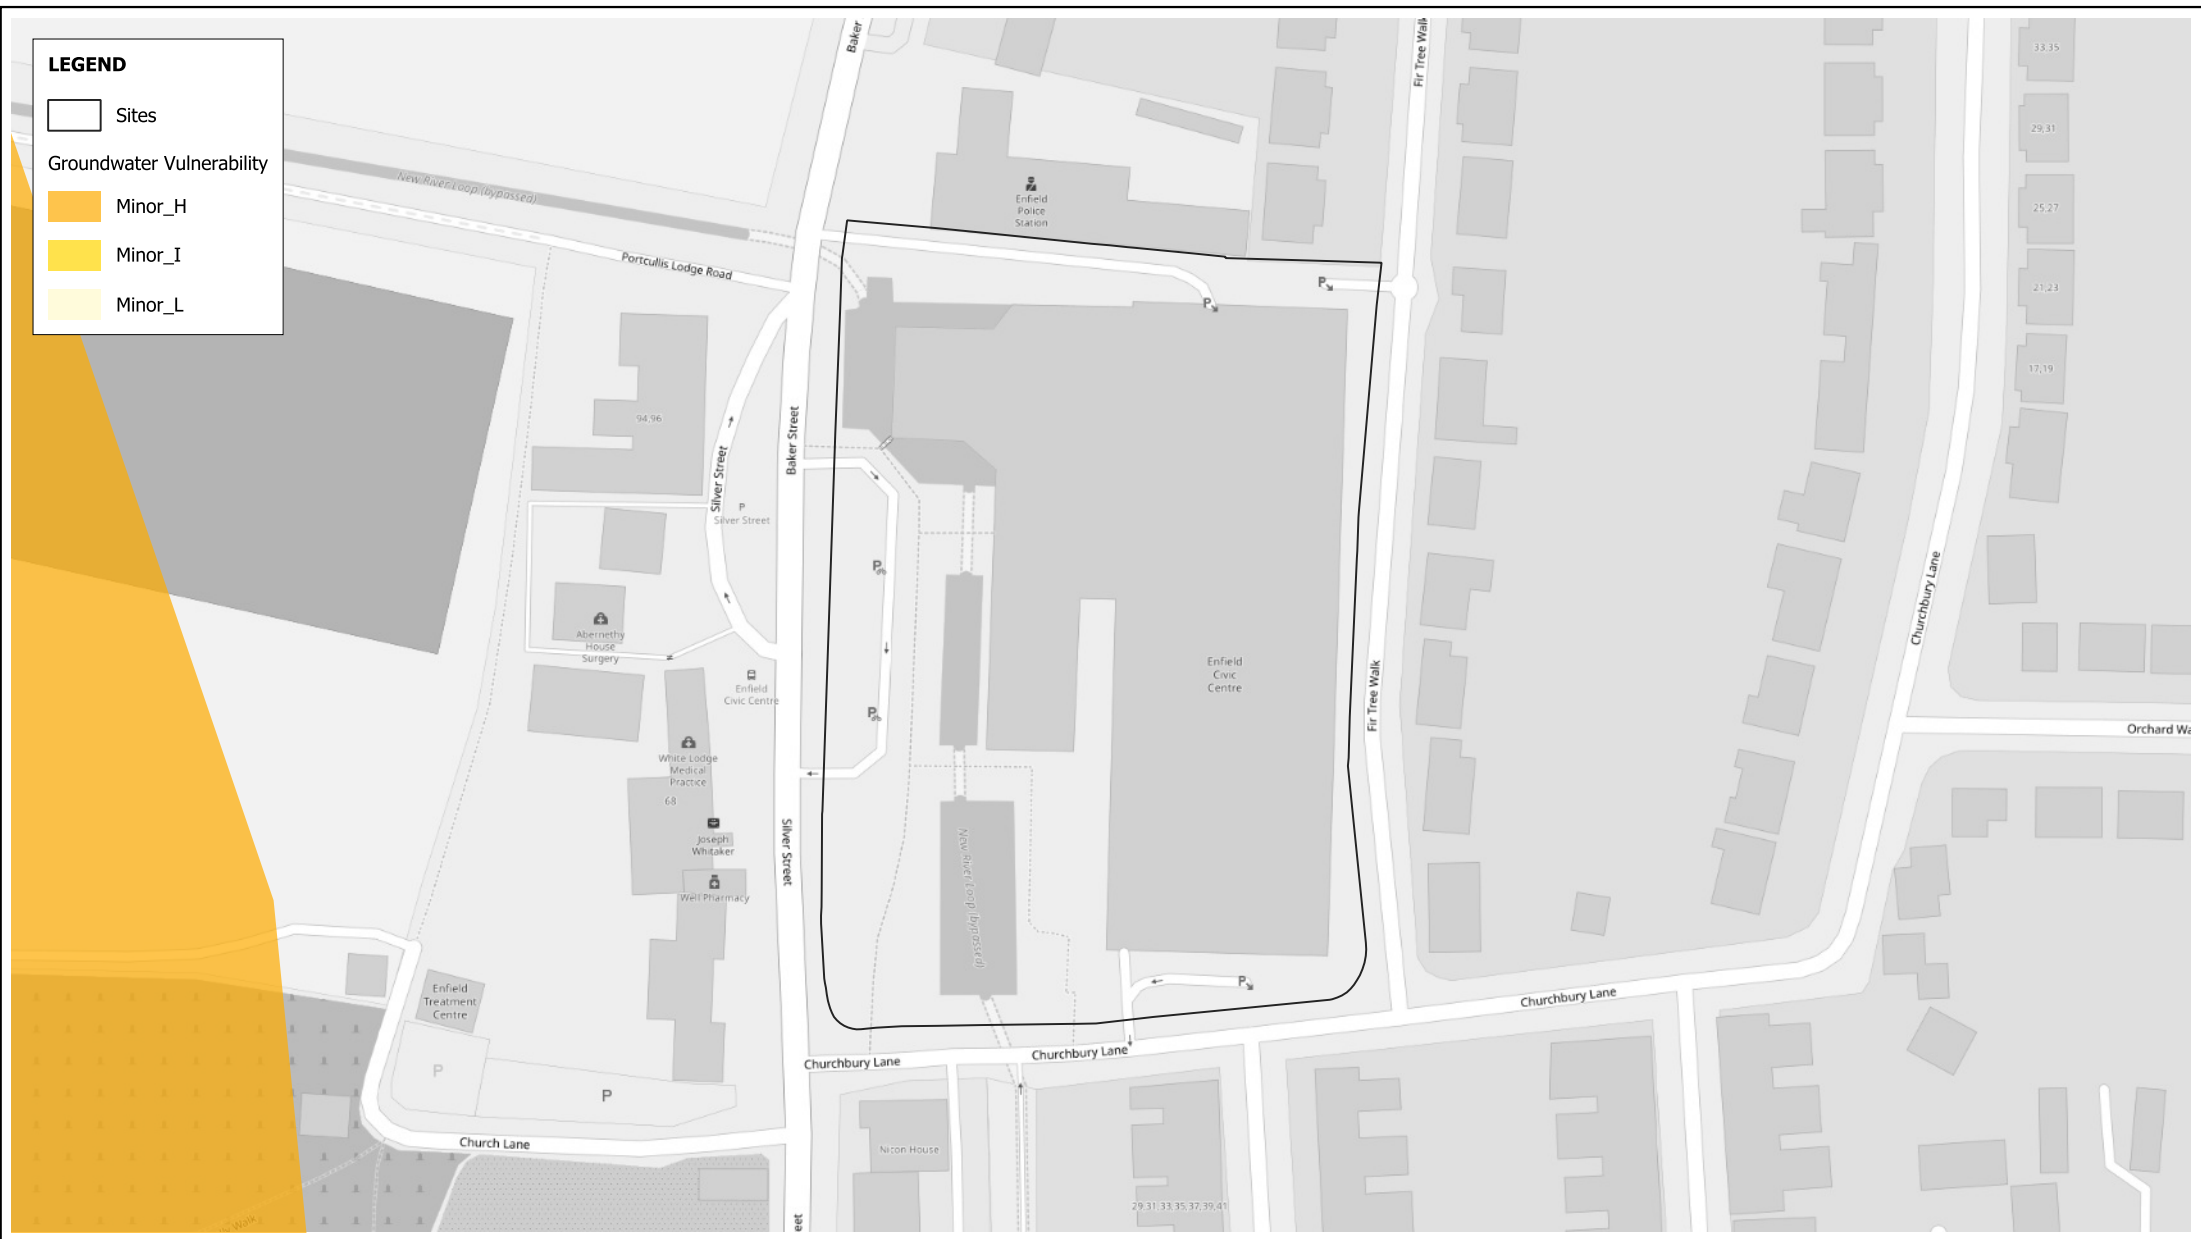 LEGEND
Sites
Groundwater Vulnerability
Minor_H
Minor_I
Minor_L
Baker
Fir Tree Walk
33.35
29,31
25.27
21,23
17,19
New River Loop (bypassed)
Enfield
Police
Station
Portcullis Lodge Road
P
P
94,96
Baker Street
Silver Street
P
Silver Street
P
Churchbury Lane
Abernethy
House
Surgery
Enfield
Civic
Centre
Enfield
Civic Centre
Fir Tree Walk
P
Orchard Wa
White Lodge
Medical
Practice
68
Joseph
Whitaker
Silver Street
Well Pharmacy
New River Loop (bypassed)
Enfield
Treatment
Centre
P
Churchbury Lane
Churchbury Lane
Churchbury Lane
P
P
Church Lane
Nicon House
29,31,33,35,37,39,41
Walk
eet